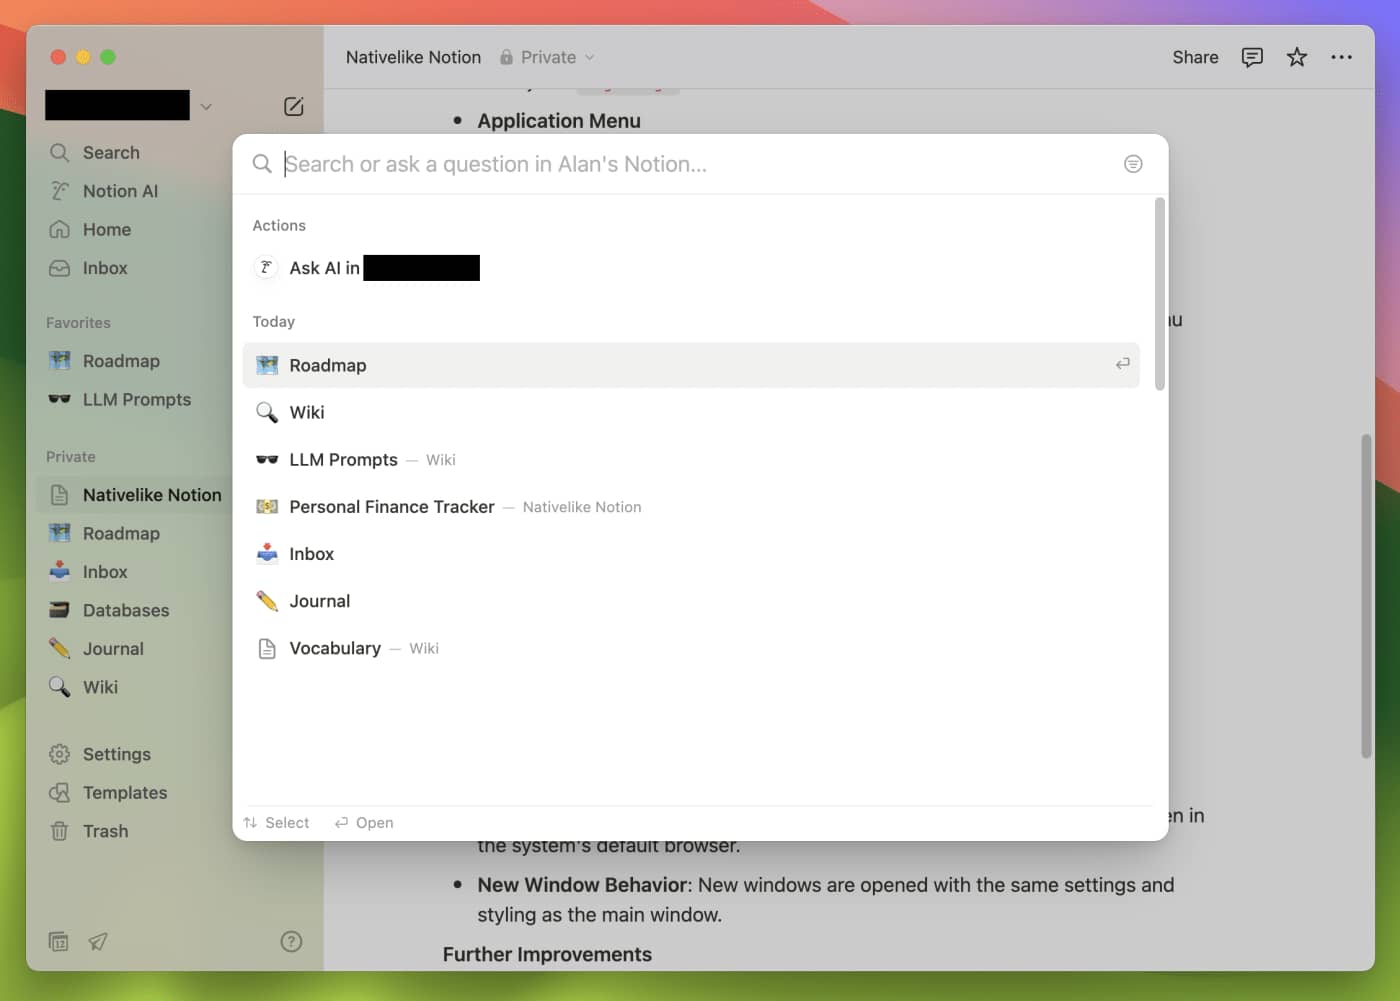 Nativelike Notion Private Share
Search
Notion AI
Home
Inbox
Favorites
Roadmap
LLM Prompts
Private
Nativelike Notion
Roadmap
Inbox
Databases
Journal
Wiki
Settings
Templates
Trash
12
?
• Application Menu
Search or ask a question in Alan's Notion...
Actions
Ask AI in
Today
Roadmap
Wiki
LLM Prompts — Wiki
Personal Finance Tracker — Nativelike Notion
Inbox
Journal
Vocabulary — Wiki
Select Open
the system's default browser.
• New Window Behavior: New windows are opened with the same settings and
styling as the main window.
Further Improvements